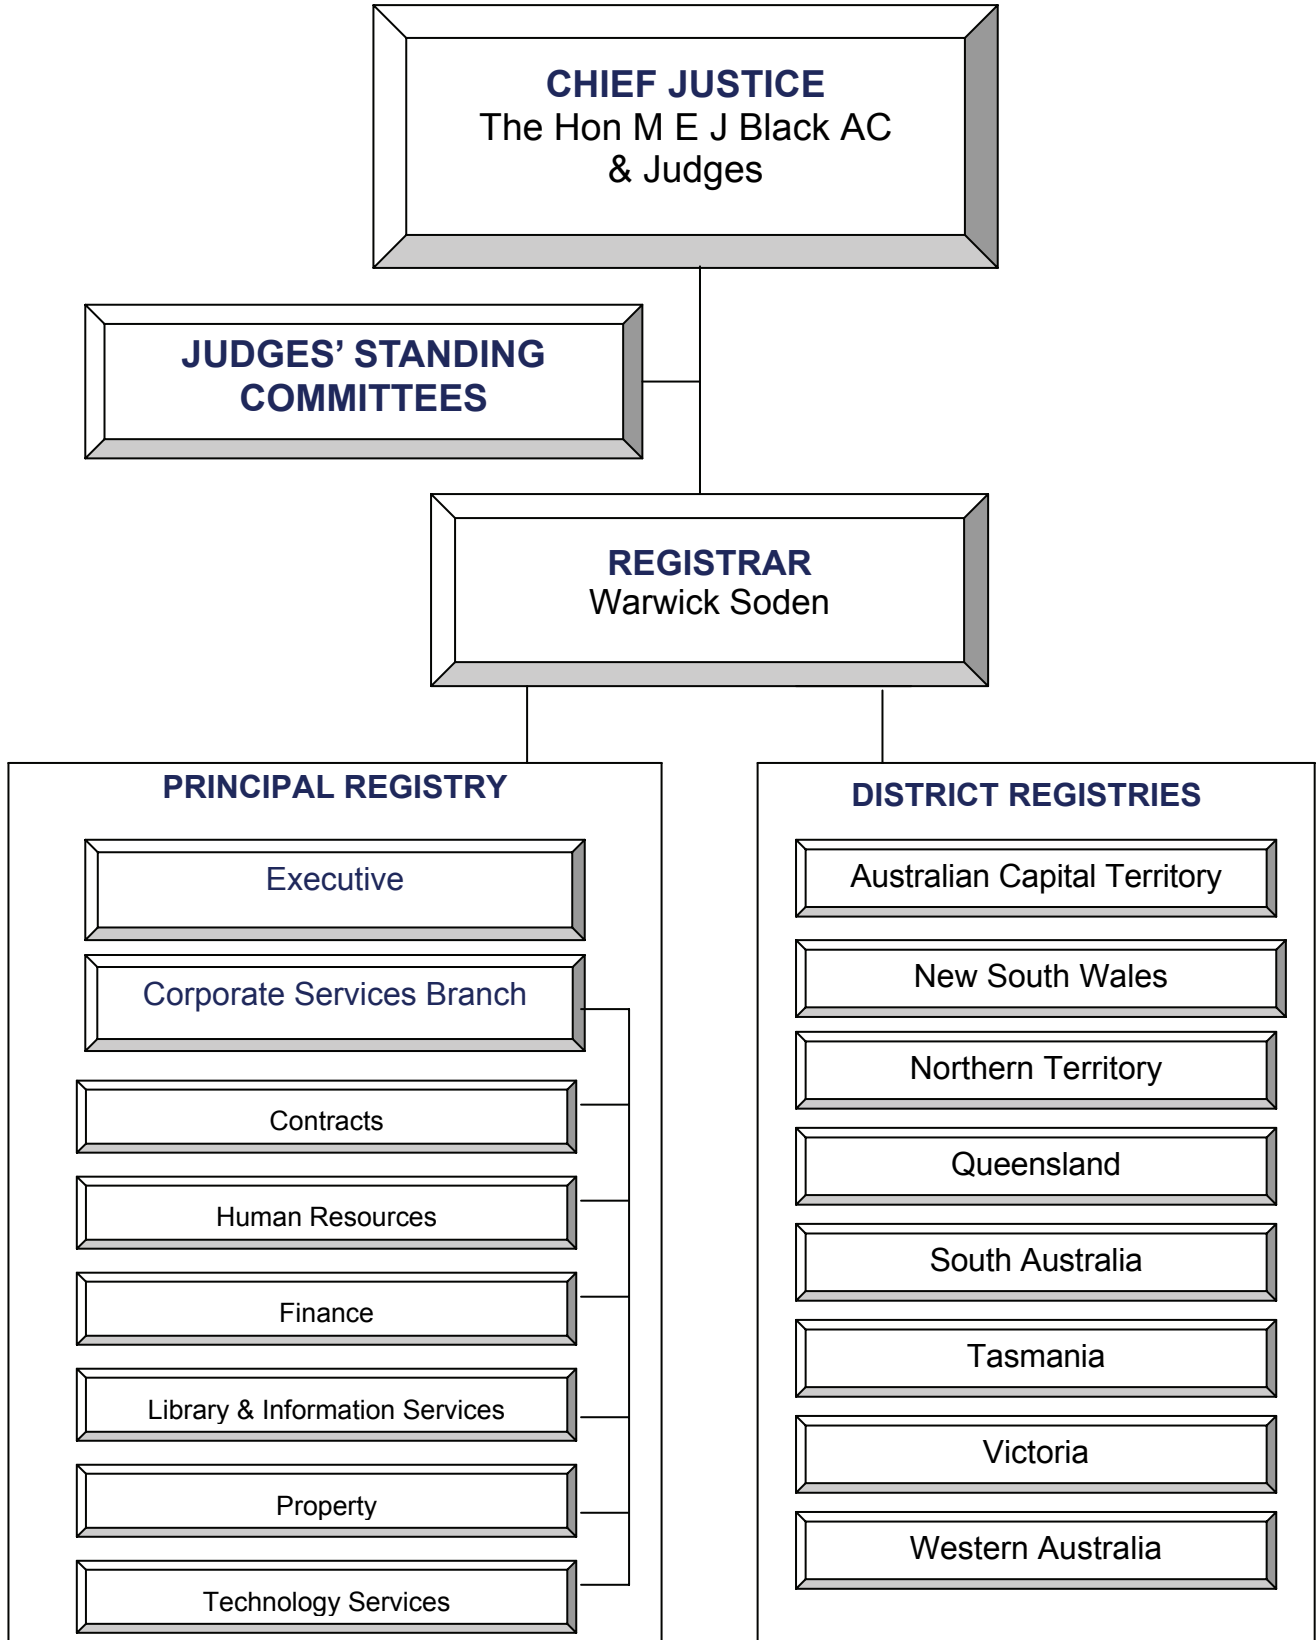 CHIEF JUSTICE
The Hon M E J Black AC
& Judges
JUDGES’ STANDING
COMMITTEES
REGISTRAR
Warwick Soden
PRINCIPAL REGISTRY
Executive
Corporate Services Branch
Contracts
Human Resources
Finance
Library & Information Services
Property
Technology Services
DISTRICT REGISTRIES
Australian Capital Territory
New South Wales
Northern Territory
Queensland
South Australia
Tasmania
Victoria
Western Australia